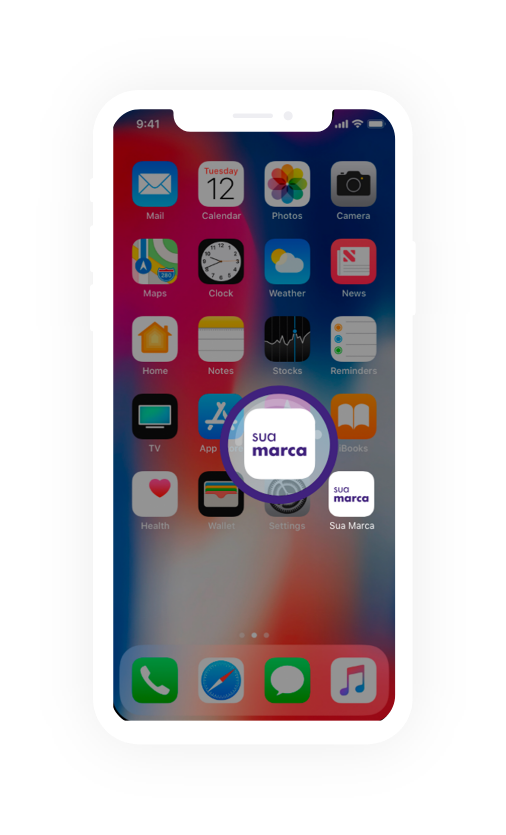 9:41
Tuesday
12
Mail
Calendar
Photos
Camera
280
Maps
Clock
Weather
News
Home
Notes
Stocks
Reminders
TV
App
iBooks
sua
marca
sua
marca
Health
Wallet
Settings
Sua Marca